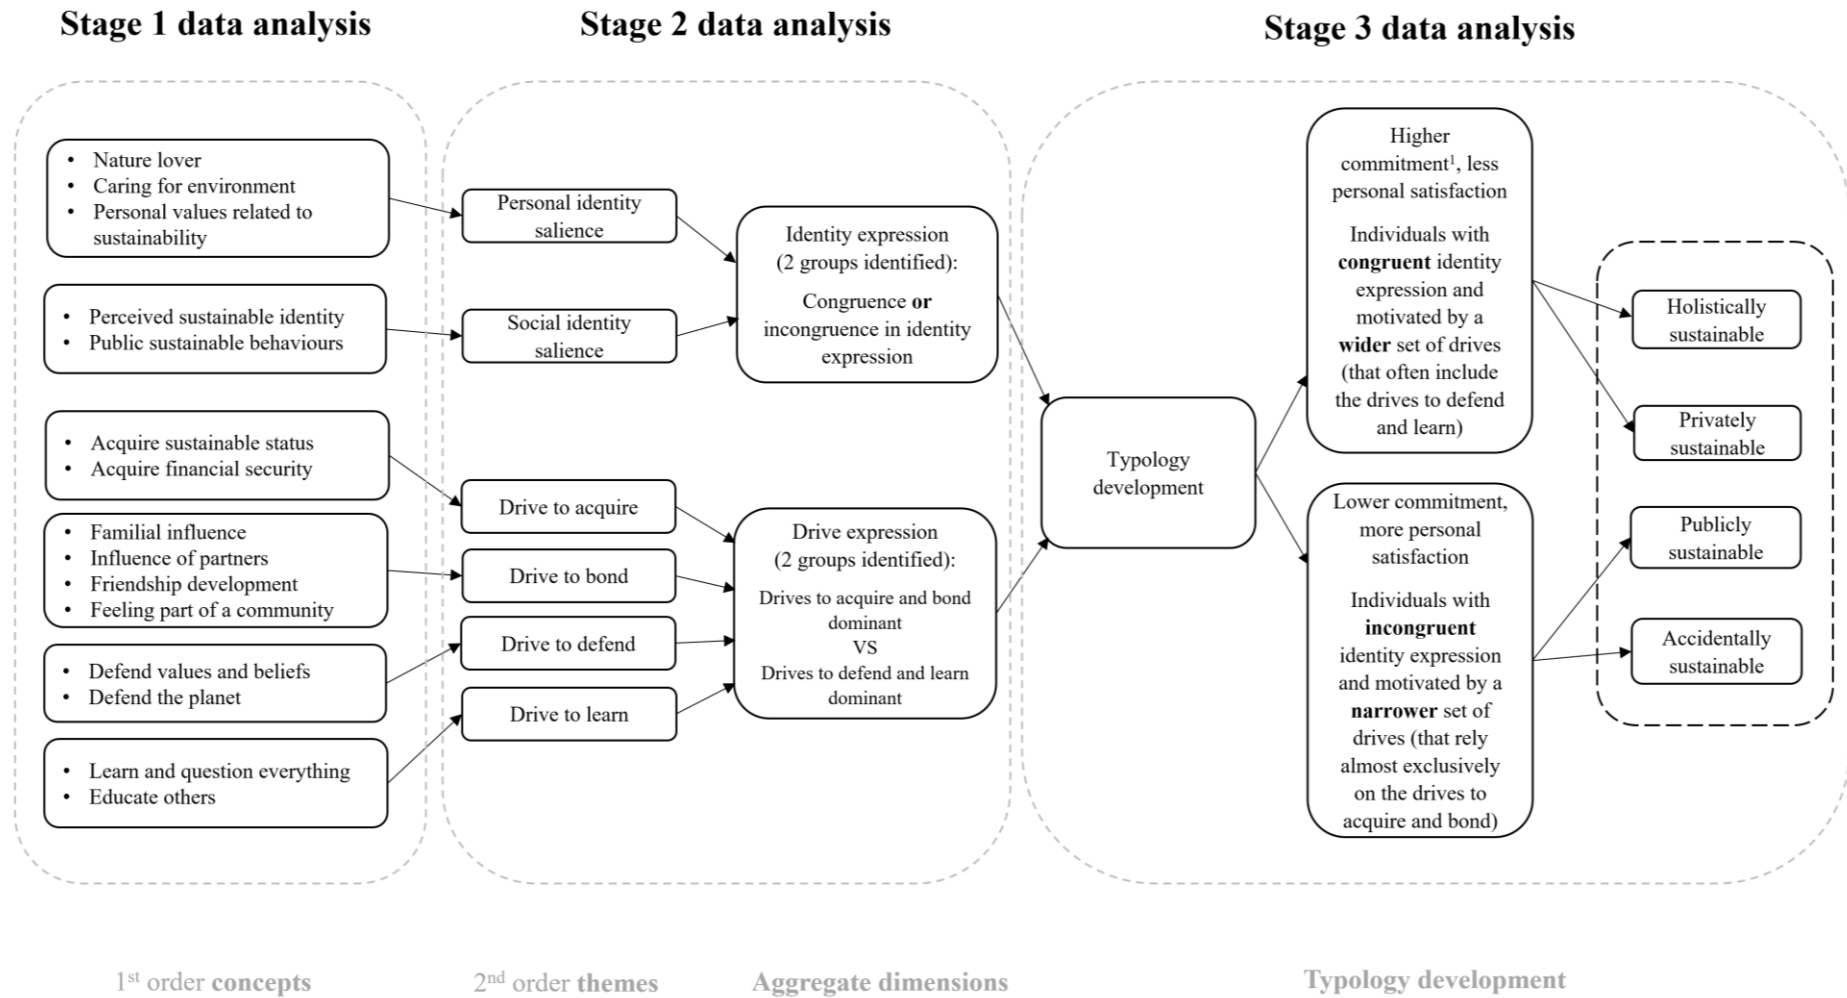 Stage 1 data analysis
Stage 2 data analysis
Stage 3 data analysis
• Nature lover
• Caring for environment
• Personal values related to
sustainability
• Perceived sustainable identity
• Public sustainable behaviours
• Acquire sustainable status
• Acquire financial security
• Familial influence
• Influence of partners
• Friendship development
• Feeling part of a community
• Defend values and beliefs
• Defend the planet
• Learn and question everything
• Educate others
Personal identity
salience
Social identity
salience
Drive to acquire
Drive to bond
Drive to defend
Drive to learn
Identity expression
(2 groups identified):
Congruence or
incongruence in identity
expression
Drive expression
(2 groups identified):
Drives to acquire and bond
dominant
VS
Drives to defend and learn
dominant
Typology
development
Higher
commitment¹, less
personal satisfaction
Individuals with
congruent identity
expression and
motivated by a
wider set of drives
(that often include
the drives to defend
and learn)
Lower commitment,
more personal
satisfaction
Individuals with
incongruent
identity expression
and motivated by a
narrower set of
drives (that rely
almost exclusively
on the drives to
acquire and bond)
Holistically
sustainable
Privately
sustainable
Publicly
sustainable
Accidentally
sustainable
1st order concepts
2nd order themes
Aggregate dimensions
Typology development